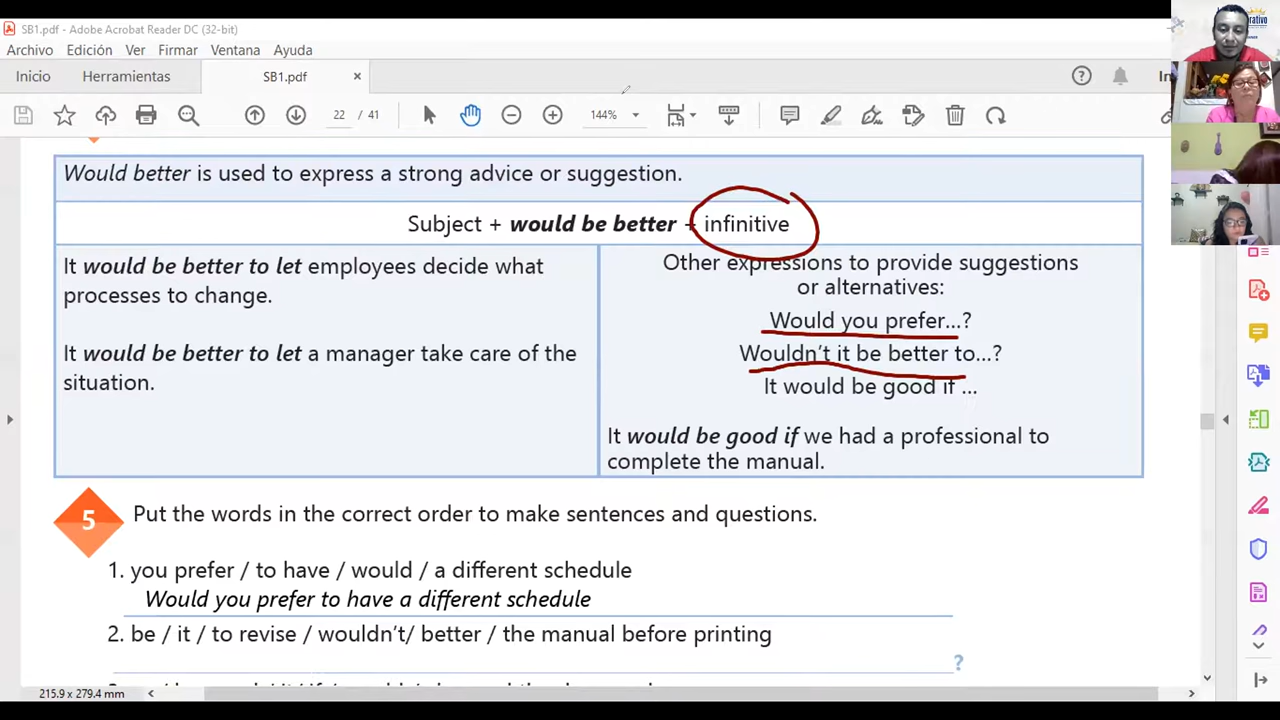 SB1.pdf - Adobe Acrobat Reader DC (32-bit)
Archivo Edición Ver Firmar Ventana Ayuda
Inicio Herramientas SB1.pdf ×
22 / 41 144%
Would better is used to express a strong advice or suggestion.
Subject + would be better + infinitive
It would be better to let employees decide what
processes to change.
It would be better to let a manager take care of the
situation.
Other expressions to provide suggestions
or alternatives:
Would you prefer...?
Wouldn't it be better to...?
It would be good if ...
It would be good if we had a professional to
complete the manual.
5 Put the words in the correct order to make sentences and questions.
1. you prefer / to have / would / a different schedule
Would you prefer to have a different schedule
2. be / it / to revise / wouldn't/ better / the manual before printing
?
215.9 x 279.4 mm